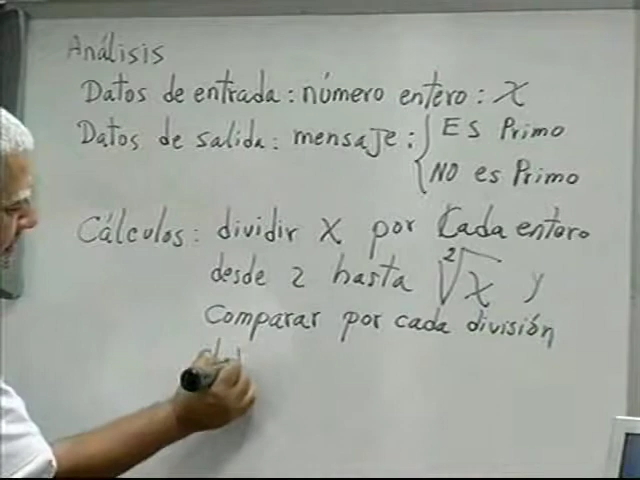 Análisis
Datos de entrada: número entero: X
Datos de salida: mensaje: { Es Primo
NO es Primo
Cálculos: dividir X por Cada entero
desde 2 hasta ²√X y
Comparar por cada división